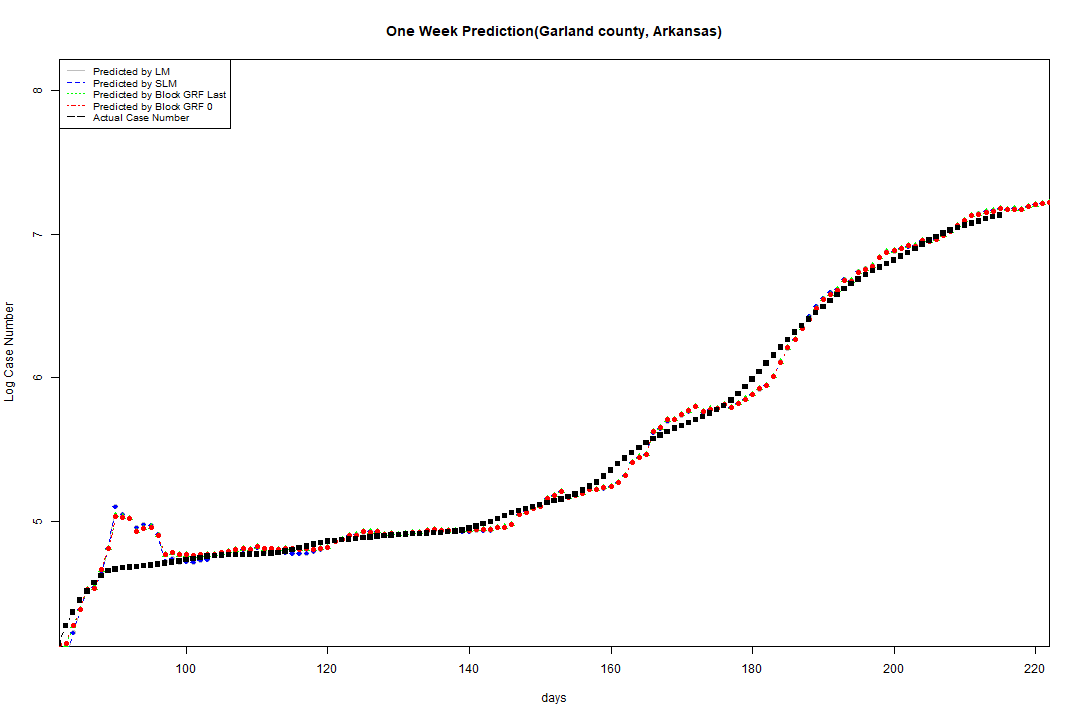 One Week Prediction(Garland county, Arkansas)
Predicted by LM
Predicted by SLM
Predicted by Block GRF Last
Predicted by Block GRF 0
Actual Case Number
8
7
6
5
Log Case Number
100 120 140 160 180 200 220
days